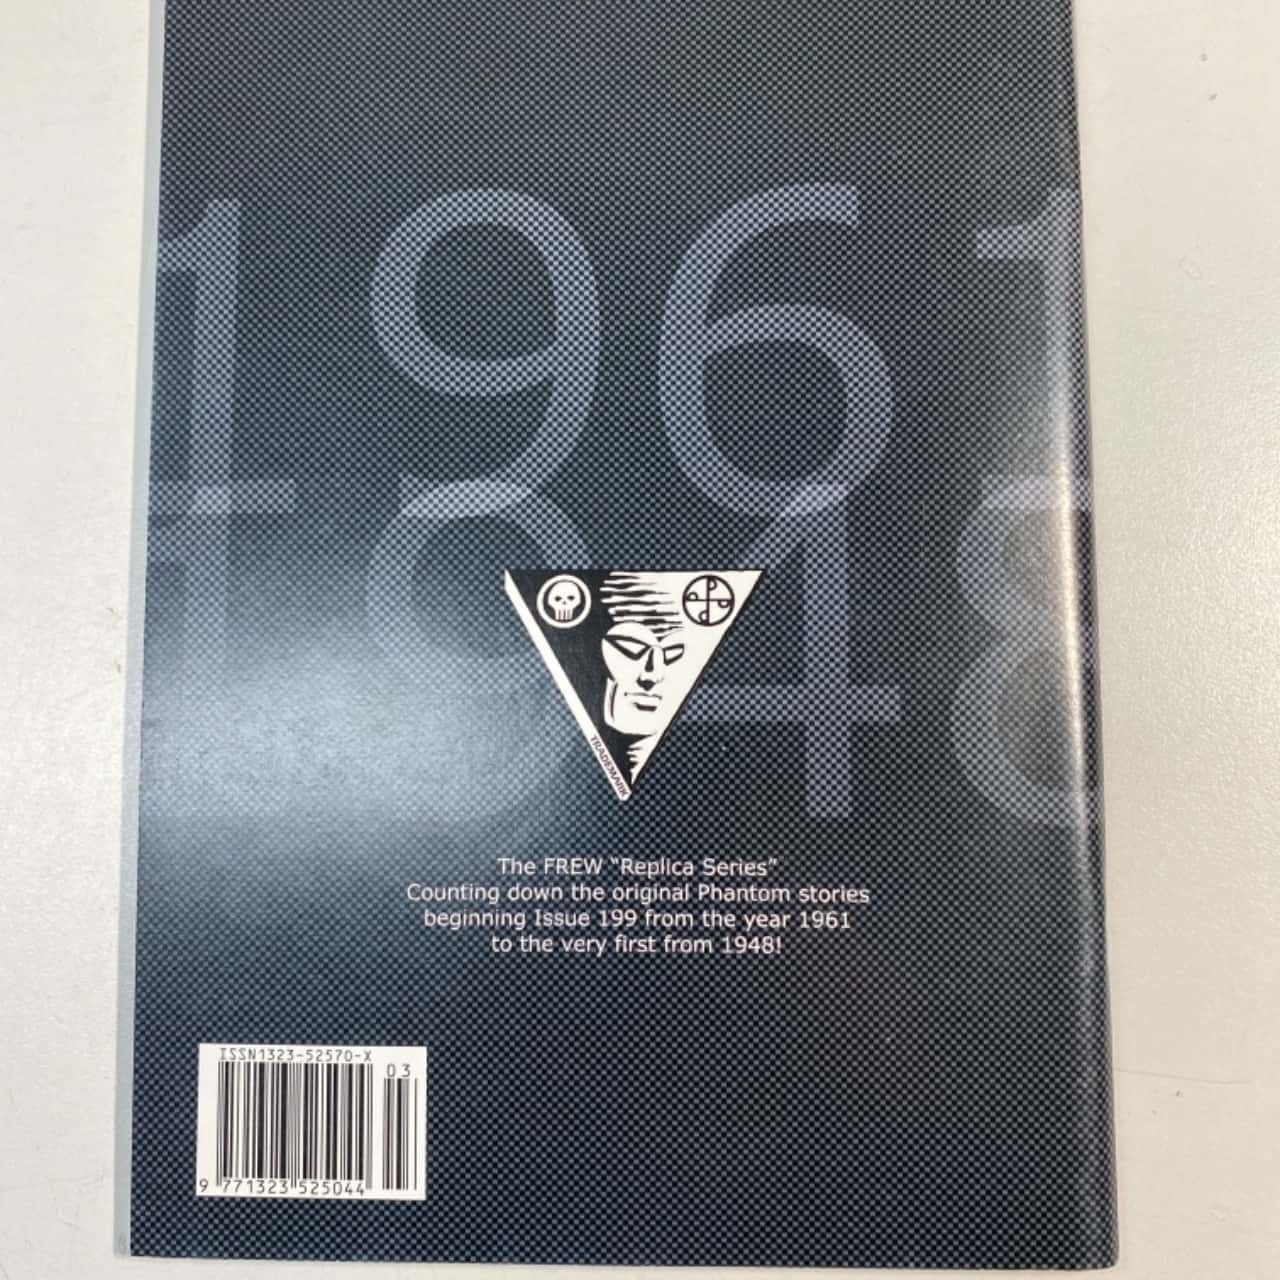 1961
1948
TRADEMARK
The FREW “Replica Series”
Counting down the original Phantom stories
beginning Issue 199 from the year 1961
to the very first from 1948!
ISSN1323-52570-X
03
9 771323 525044